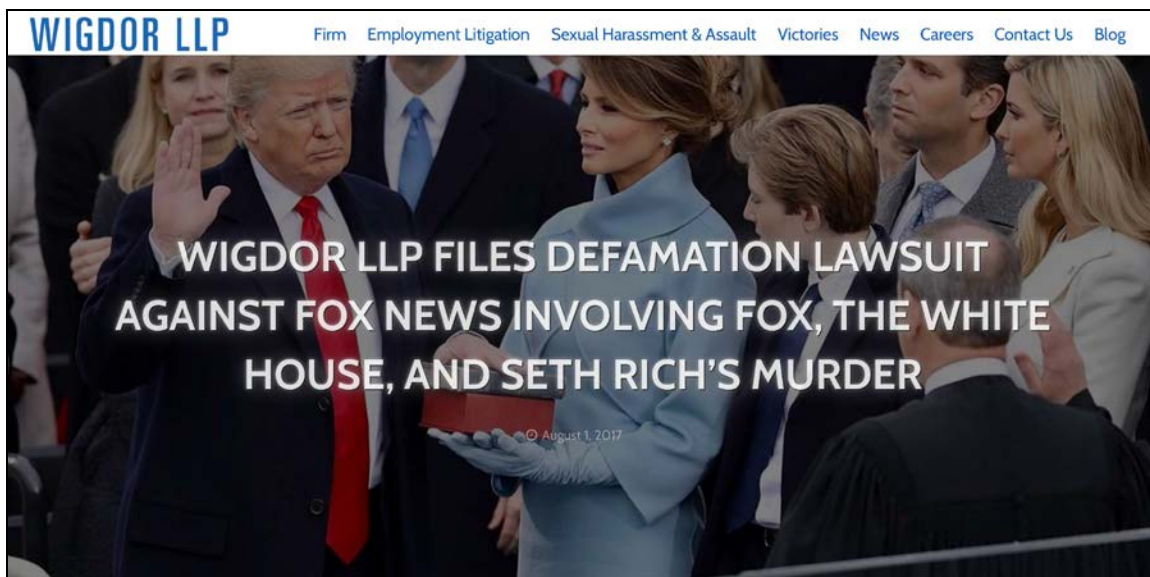 WIGDOR LLP
Firm Employment Litigation Sexual Harassment & Assault Victories News Careers Contact Us Blog
WIGDOR LLP FILES DEFAMATION LAWSUIT
AGAINST FOX NEWS INVOLVING FOX, THE WHITE
HOUSE, AND SETH RICH'S MURDER
August 1, 2017